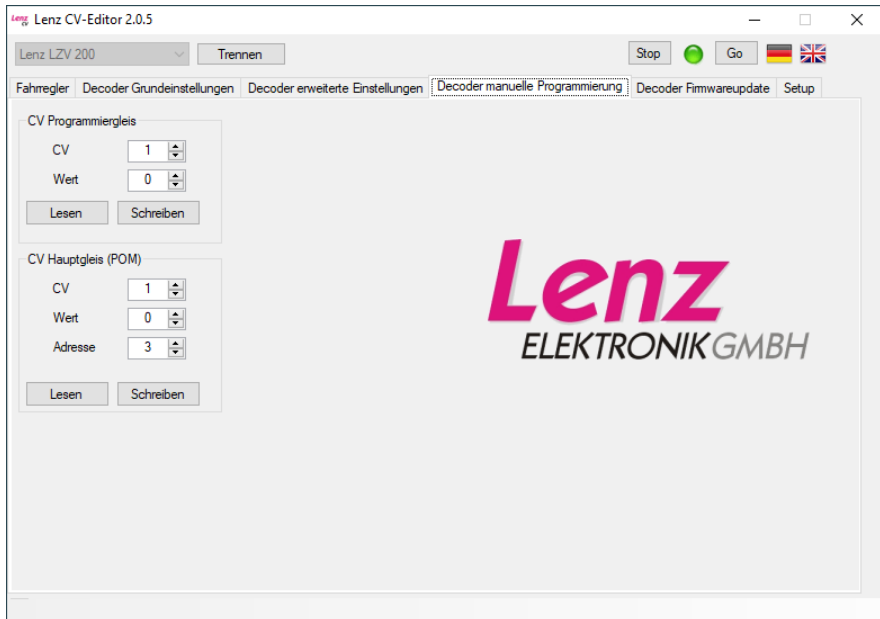 Lenz CV Lenz CV-Editor 2.0.5
Lenz LZV 200 Trennen Stop Go
Fahrregler Decoder Grundeinstellungen Decoder erweiterte Einstellungen Decoder manuelle Programmierung Decoder Firmwareupdate Setup
CV Programmiergleis
CV 1
Wert 0
Lesen Schreiben
CV Hauptgleis (POM)
CV 1
Wert 0
Adresse 3
Lesen Schreiben
Lenz
ELEKTRONIK GMBH